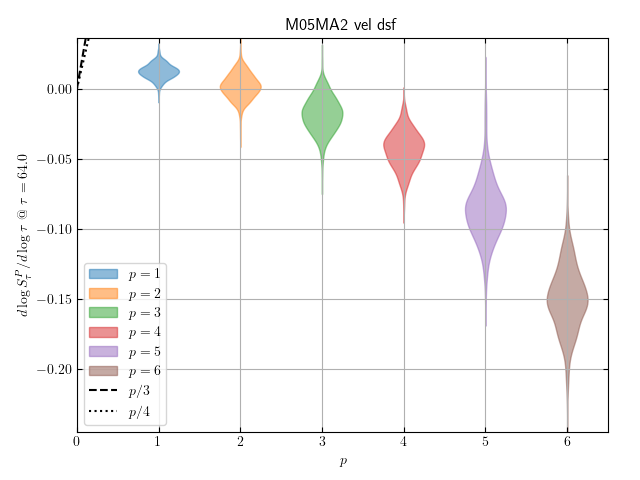 M05MA2 vel dsf
d log S_τ^P / d log τ @ τ = 64.0
0.00
−0.05
−0.10
−0.15
−0.20
p = 1
p = 2
p = 3
p = 4
p = 5
p = 6
p/3
p/4
0 1 2 3 4 5 6
p